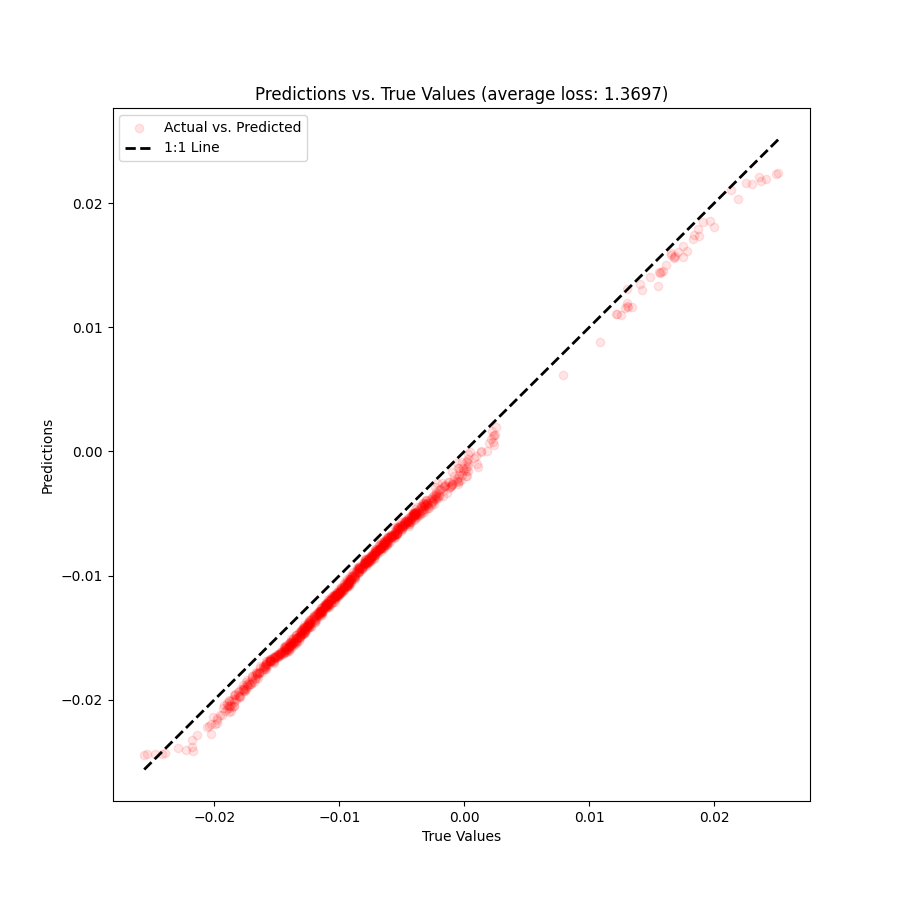 Predictions vs. True Values (average loss: 1.3697)
Actual vs. Predicted
1:1 Line
0.02
0.01
0.00
−0.01
−0.02
Predictions
−0.02 −0.01 0.00 0.01 0.02
True Values